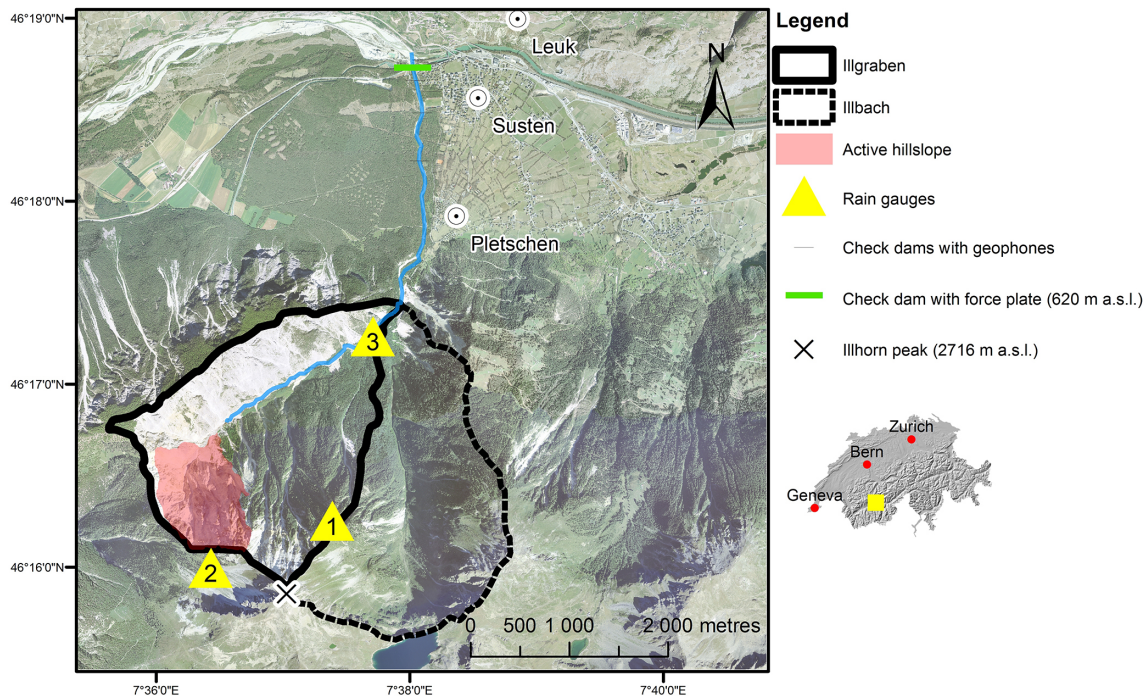 46°19'0"N
46°18'0"N
46°17'0"N
46°16'0"N
7°36'0"E
7°38'0"E
7°40'0"E
Leuk
N
Susten
Pletschen
3
1
2
0 500 1 000 2 000 metres
Legend
Illgraben
Illbach
Active hillslope
Rain gauges
Check dams with geophones
Check dam with force plate (620 m a.s.l.)
Illhorn peak (2716 m a.s.l.)
Zurich
Bern
Geneva